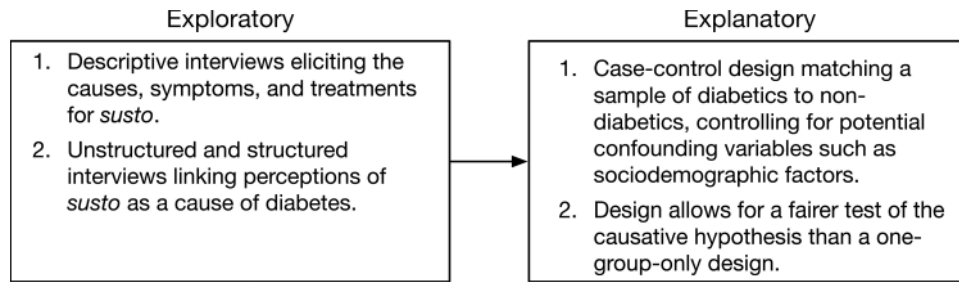 Exploratory
1. Descriptive interviews eliciting the
causes, symptoms, and treatments
for susto.
2. Unstructured and structured
interviews linking perceptions of
susto as a cause of diabetes.
Explanatory
1. Case-control design matching a
sample of diabetics to non-
diabetics, controlling for potential
confounding variables such as
sociodemographic factors.
2. Design allows for a fairer test of the
causative hypothesis than a one-
group-only design.